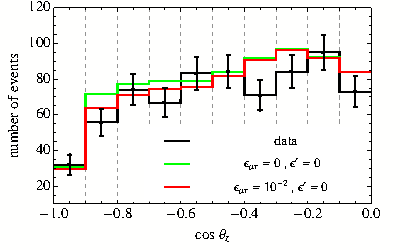 120
100
80
60
40
20
number of events
data
ϵμτ = 0 , ϵ′ = 0
ϵμτ = 10⁻² , ϵ′ = 0
−1.0 −0.8 −0.6 −0.4 −0.2 0.0
cos θz